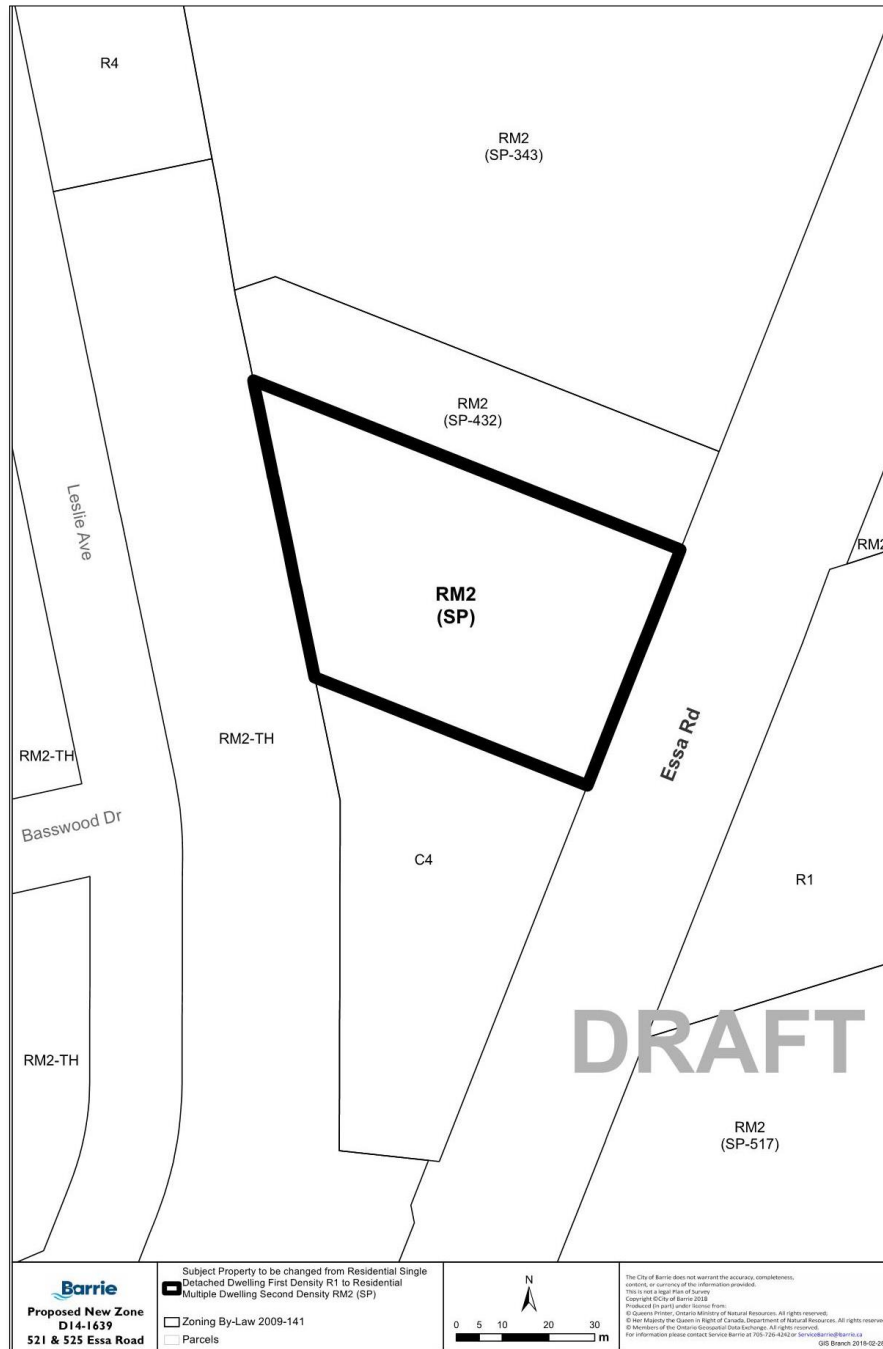 R4
RM2
(SP-343)
RM2
(SP-432)
Leslie Ave
RM2
RM2
(SP)
Essa Rd
RM2-TH
RM2-TH
Basswood Dr
C4
R1
DRAFT
RM2-TH
RM2
(SP-517)
Barrie
Proposed New Zone
D14-1639
521 & 525 Essa Road
Subject Property to be changed from Residential Single
Detached Dwelling First Density R1 to Residential
Multiple Dwelling Second Density RM2 (SP)
Zoning By-Law 2009-141
Parcels
N
0 5 10 20 30
m
The City of Barrie does not warrant the accuracy, completeness,
content, or currency of the information provided.
This is not a legal Plan of Survey
Copyright ©City of Barrie 2018
Produced (in part) under license from:
© Queens Printer, Ontario Ministry of Natural Resources. All rights reserved;
© Her Majesty the Queen in Right of Canada, Department of Natural Resources. All rights reserve
© Members of the Ontario Geospatial Data Exchange. All rights reserved.
For information please contact Service Barrie at 705-726-4242 or ServiceBarrie@barrie.ca
GIS Branch 2018-02-28